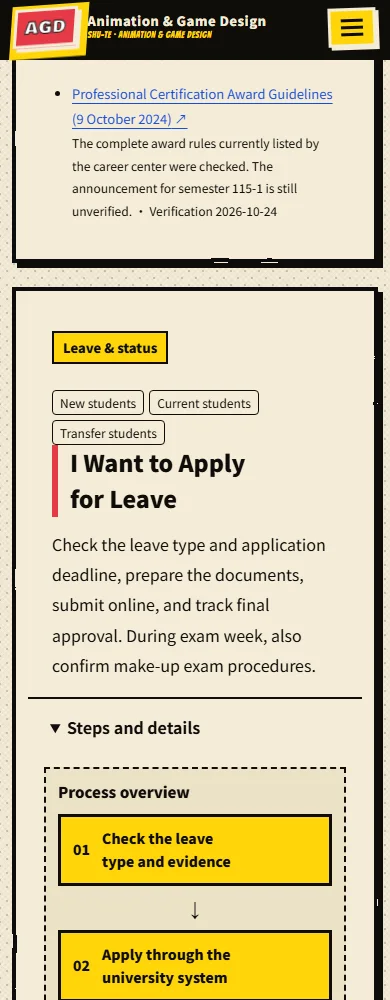 AGD
Animation & Game Design
SHU-TE · ANIMATION & GAME DESIGN
Professional Certification Award Guidelines
(9 October 2024) ↗
The complete award rules currently listed by
the career center were checked. The
announcement for semester 115-1 is still
unverified. • Verification 2026-10-24
Leave & status
New students
Current students
Transfer students
I Want to Apply
for Leave
Check the leave type and application
deadline, prepare the documents,
submit online, and track final
approval. During exam week, also
confirm make-up exam procedures.
▼ Steps and details
Process overview
01 Check the leave
type and evidence
↓
02 Apply through the
university system